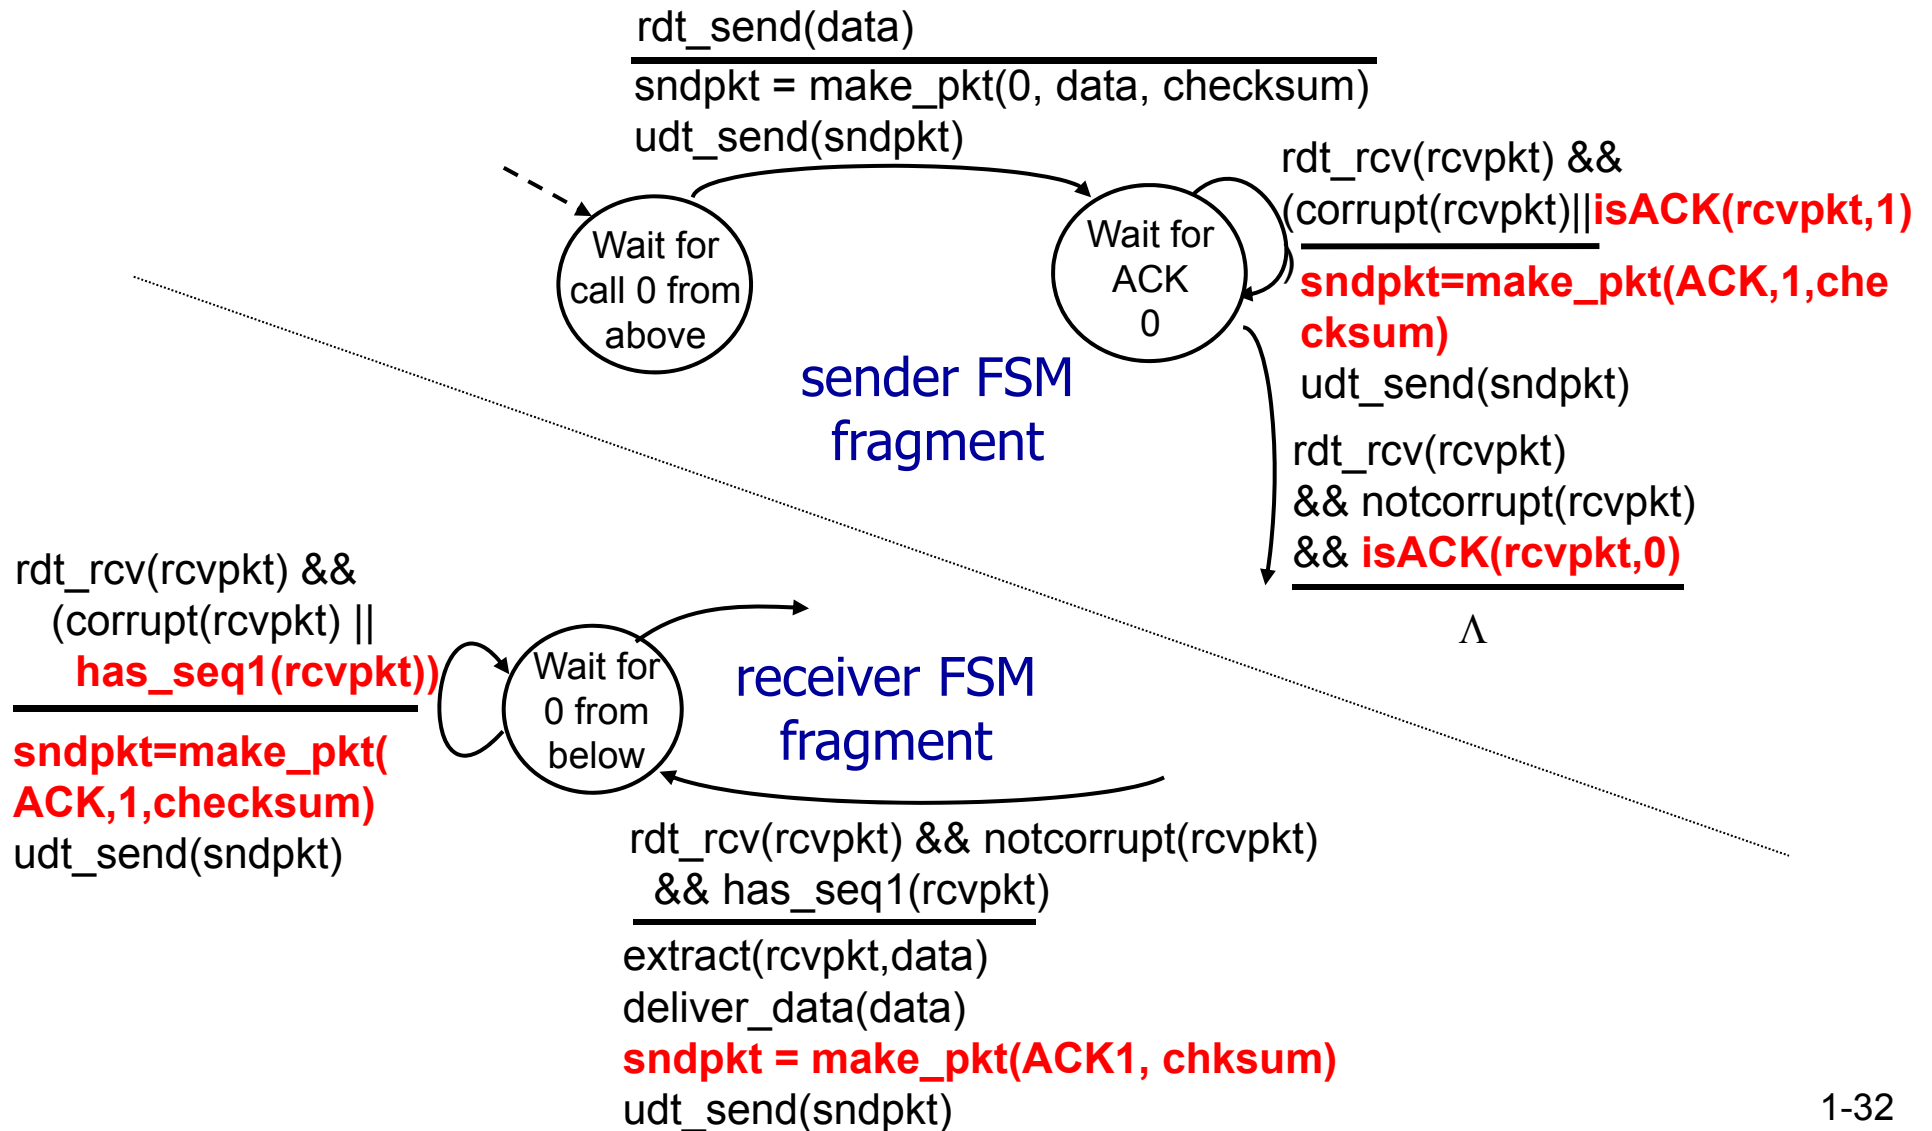 rdt_send(data)
sndpkt = make_pkt(0, data, checksum)
udt_send(sndpkt)
Wait for
call 0 from
above
Wait for
ACK
0
rdt_rcv(rcvpkt) &&
(corrupt(rcvpkt)||isACK(rcvpkt,1)
)
sndpkt=make_pkt(ACK,1,che
cksum)
udt_send(sndpkt)
sender FSM
fragment
rdt_rcv(rcvpkt)
&& notcorrupt(rcvpkt)
&& isACK(rcvpkt,0)
Λ
rdt_rcv(rcvpkt) &&
(corrupt(rcvpkt) ||
has_seq1(rcvpkt))
sndpkt=make_pkt(
ACK,1,checksum)
udt_send(sndpkt)
Wait for
0 from
below
receiver FSM
fragment
rdt_rcv(rcvpkt) && notcorrupt(rcvpkt)
&& has_seq1(rcvpkt)
extract(rcvpkt,data)
deliver_data(data)
sndpkt = make_pkt(ACK1, chksum)
udt_send(sndpkt)
1-32